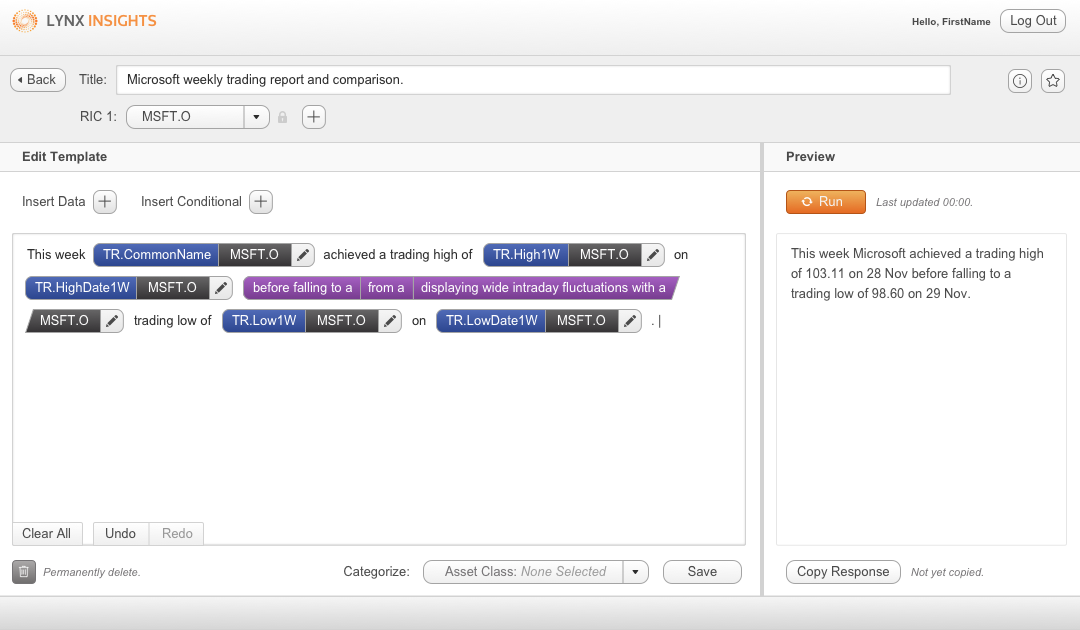 LYNX INSIGHTS
Hello, FirstName
Log Out
Back
Title:
Microsoft weekly trading report and comparison.
RIC 1:
MSFT.O
Edit Template
Preview
Insert Data
Insert Conditional
Run
Last updated 00:00.
This week TR.CommonName MSFT.O achieved a trading high of TR.High1W MSFT.O on
TR.HighDate1W MSFT.O before falling to a from a displaying wide intraday fluctuations with a
MSFT.O trading low of TR.Low1W MSFT.O on TR.LowDate1W MSFT.O .
This week Microsoft achieved a trading high
of 103.11 on 28 Nov before falling to a
trading low of 98.60 on 29 Nov.
Clear All
Undo
Redo
Permanently delete.
Categorize:
Asset Class: None Selected
Save
Copy Response
Not yet copied.